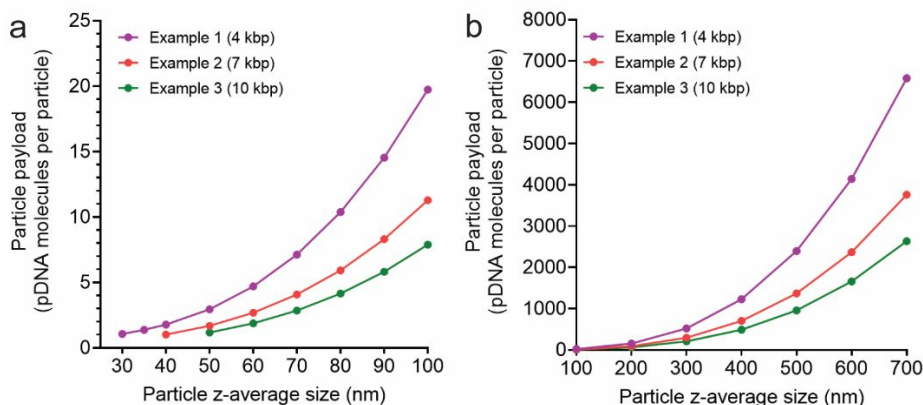 a
25
20
15
10
5
0
Particle payload
(pDNA molecules per particle)
Example 1 (4 kbp)
Example 2 (7 kbp)
Example 3 (10 kbp)
30 40 50 60 70 80 90 100
Particle z-average size (nm)
b
8000
7000
6000
5000
4000
3000
2000
1000
0
Particle payload
(pDNA molecules per particle)
Example 1 (4 kbp)
Example 2 (7 kbp)
Example 3 (10 kbp)
100 200 300 400 500 600 700
Particle z-average size (nm)